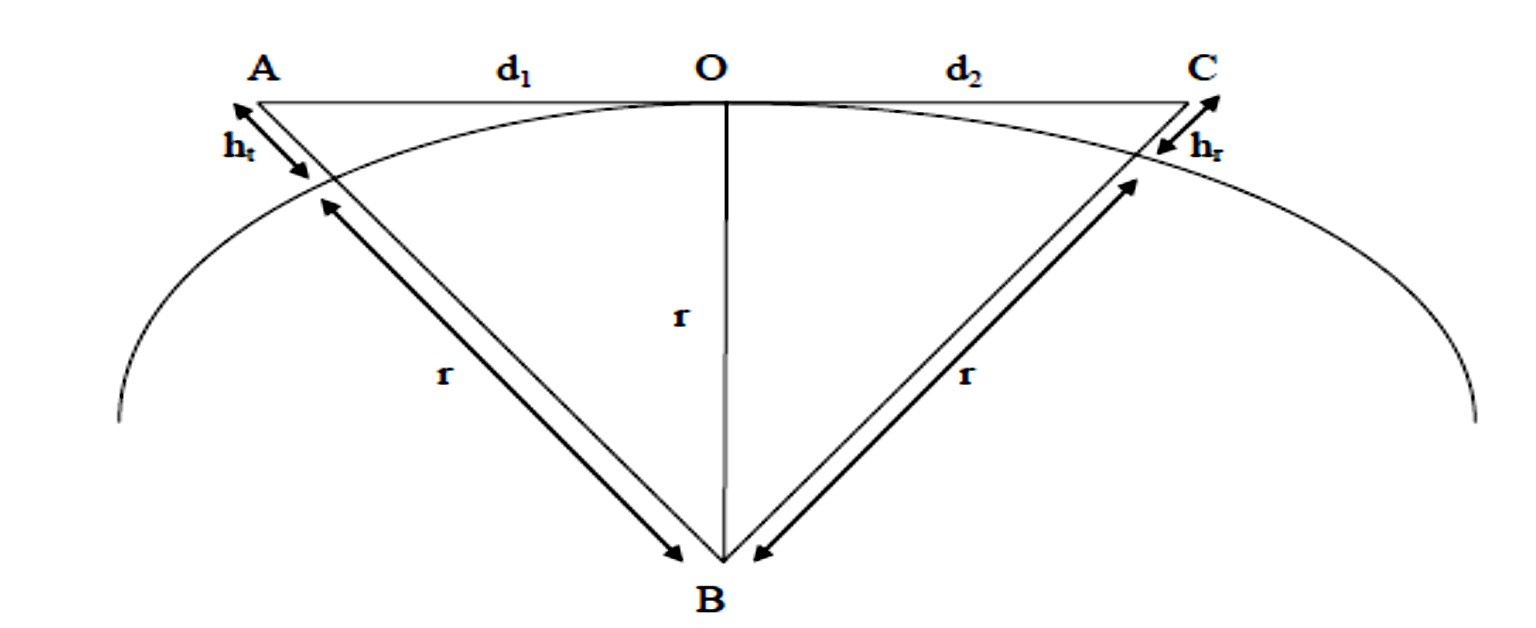 A d₁ O d₂ C
hₜ hᵣ
r
r r
B